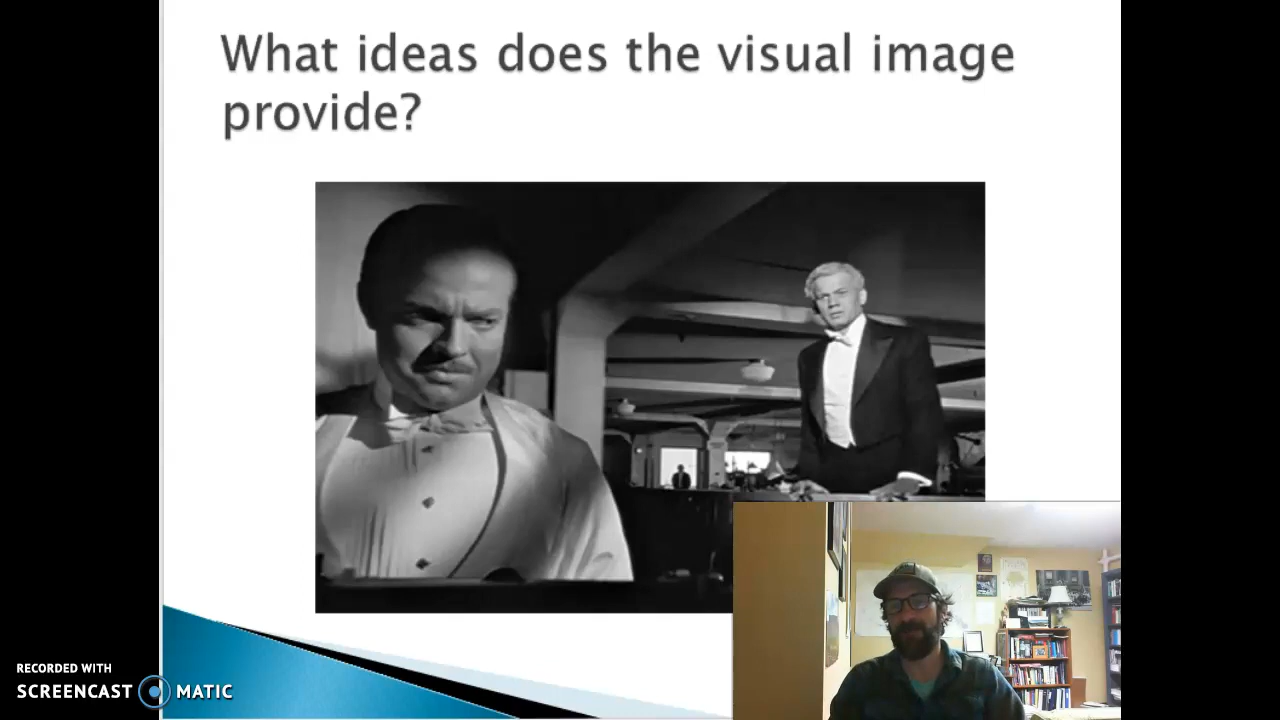 What ideas does the visual image
provide?
RECORDED WITH
SCREENCAST MATIC